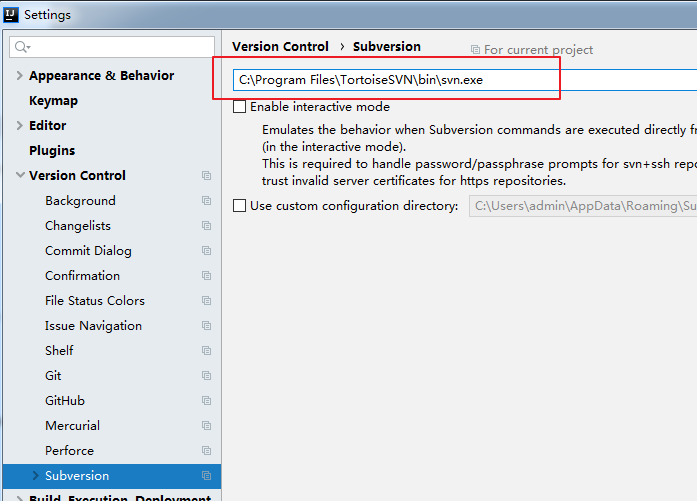 IJ Settings
Version Control › Subversion For current project
C:\Program Files\TortoiseSVN\bin\svn.exe
Enable interactive mode
Emulates the behavior when Subversion commands are executed directly fr
(in the interactive mode).
This is required to handle password/passphrase prompts for svn+ssh repo
trust invalid server certificates for https repositories.
Use custom configuration directory: C:\Users\admin\AppData\Roaming\Su
Appearance & Behavior
Keymap
Editor
Plugins
Version Control
Background
Changelists
Commit Dialog
Confirmation
File Status Colors
Issue Navigation
Shelf
Git
GitHub
Mercurial
Perforce
Subversion
Build, Execution, Deployment